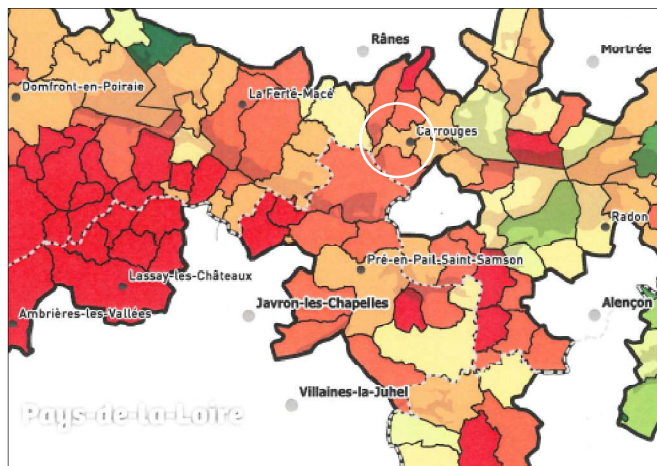 Rânes
Mortrée
Domfront-en-Poiraie
La Ferté-Macé
Carrouges
Radon
Pré-en-Pail-Saint-Samson
Lassay-les-Châteaux
Javron-les-Chapelles
Alençon
Ambrières-les-Vallées
Villaines-la-Juhel
Pays-de-la-Loire